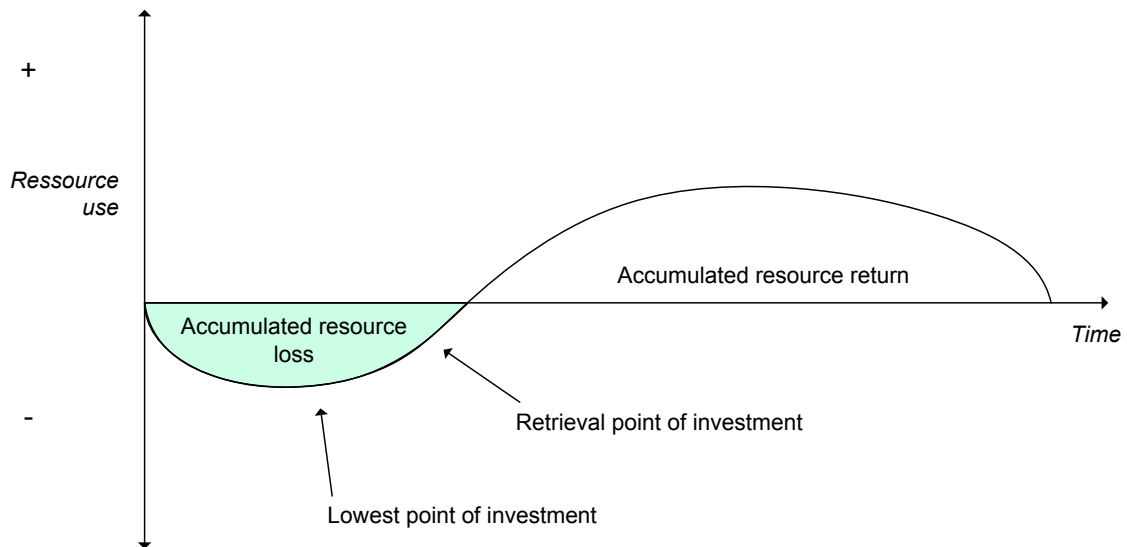 +
Ressource
use
Accumulated resource return
Accumulated resource
loss
Time
-
Retrieval point of investment
Lowest point of investment